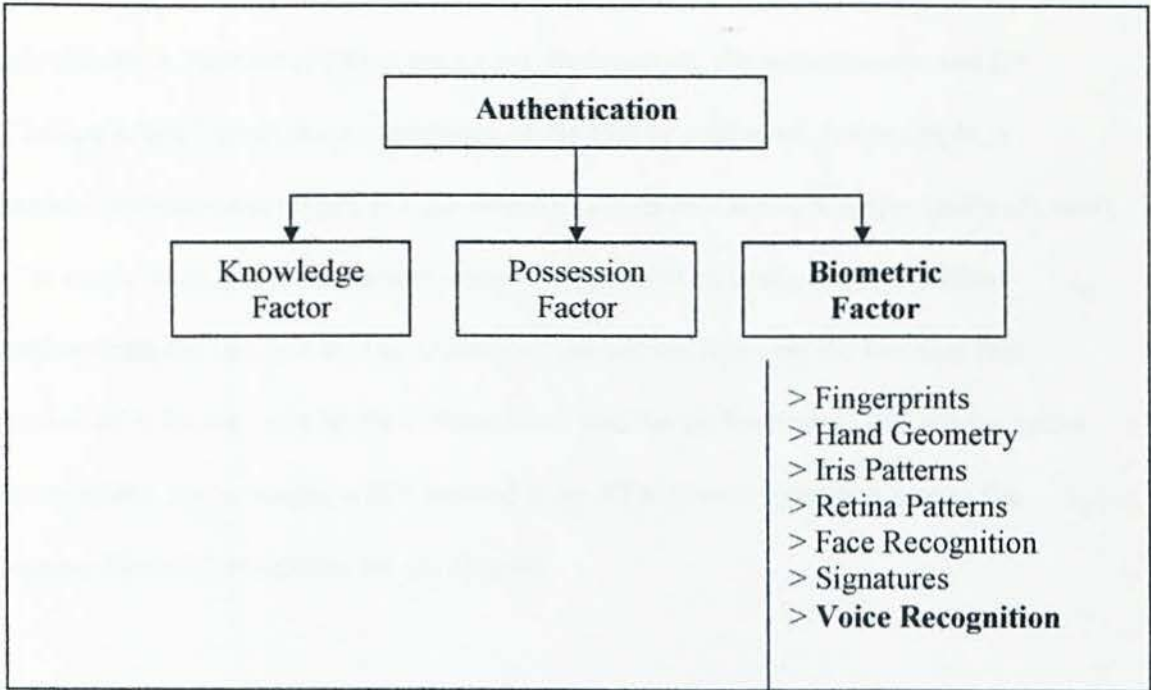 Authentication
Knowledge
Factor
Possession
Factor
Biometric
Factor
> Fingerprints
> Hand Geometry
> Iris Patterns
> Retina Patterns
> Face Recognition
> Signatures
> Voice Recognition